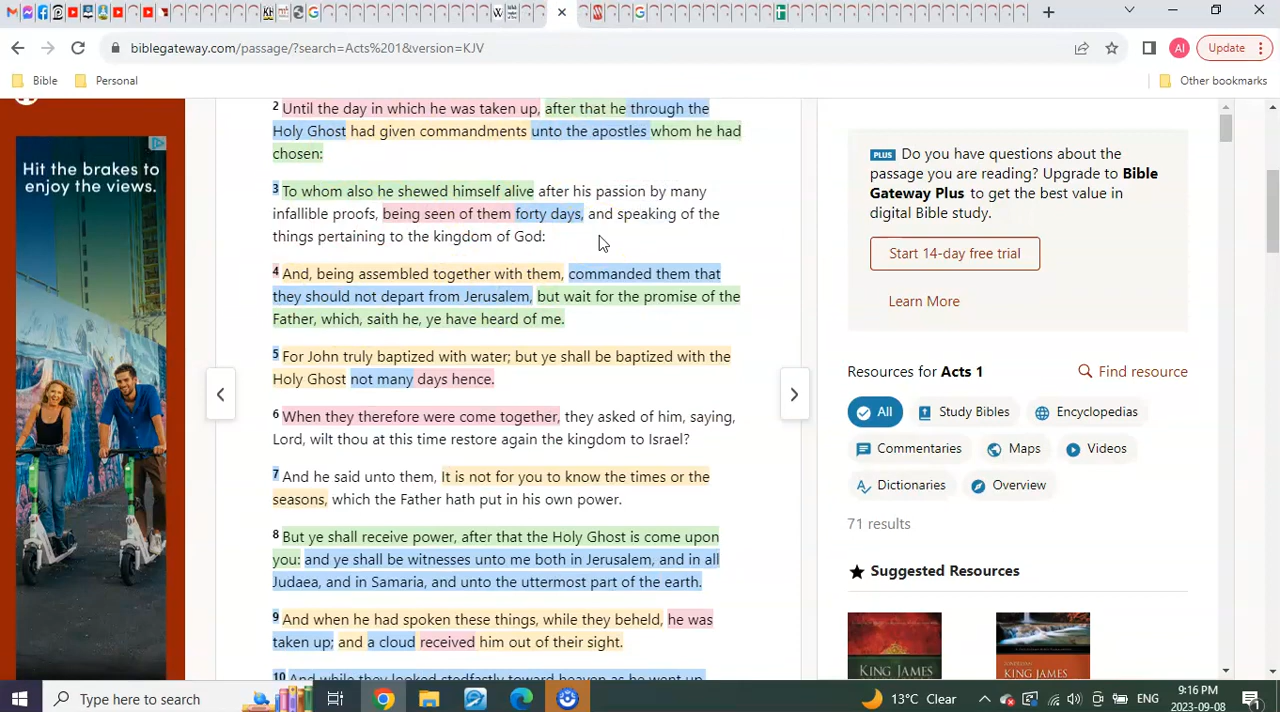 biblegateway.com/passage/?search=Acts%201&version=KJV
Update
Bible
Personal
Other bookmarks
Hit the brakes to
enjoy the views.
2 Until the day in which he was taken up, after that he through the
Holy Ghost had given commandments unto the apostles whom he had
chosen:
3 To whom also he shewed himself alive after his passion by many
infallible proofs, being seen of them forty days, and speaking of the
things pertaining to the kingdom of God:
4 And, being assembled together with them, commanded them that
they should not depart from Jerusalem, but wait for the promise of the
Father, which, saith he, ye have heard of me.
5 For John truly baptized with water; but ye shall be baptized with the
Holy Ghost not many days hence.
6 When they therefore were come together, they asked of him, saying,
Lord, wilt thou at this time restore again the kingdom to Israel?
7 And he said unto them, It is not for you to know the times or the
seasons, which the Father hath put in his own power.
8 But ye shall receive power, after that the Holy Ghost is come upon
you: and ye shall be witnesses unto me both in Jerusalem, and in all
Judaea, and in Samaria, and unto the uttermost part of the earth.
9 And when he had spoken these things, while they beheld, he was
taken up; and a cloud received him out of their sight.
10 And while they looked stedfastly toward heaven as he went up,
PLUS Do you have questions about the
passage you are reading? Upgrade to Bible
Gateway Plus to get the best value in
digital Bible study.
Start 14-day free trial
Learn More
Resources for Acts 1
Find resource
All
Study Bibles
Encyclopedias
Commentaries
Maps
Videos
Dictionaries
Overview
71 results
Suggested Resources
KING JAMES
KING JAMES
Type here to search
13°C Clear
ENG
9:16 PM
2023-09-08